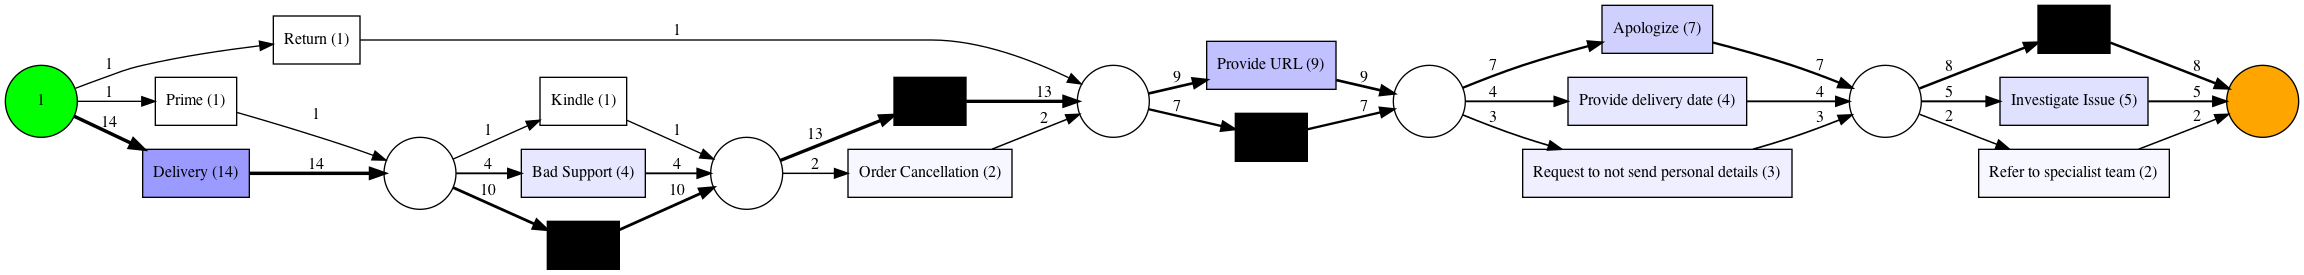 1
1
Return (1)
1
1
Prime (1)
1
14
Delivery (14)
14
1
Kindle (1)
1
4
Bad Support (4)
4
10
10
13
13
2
Order Cancellation (2)
2
9
Provide URL (9)
9
7
7
7
Apologize (7)
7
4
Provide delivery date (4)
4
3
Request to not send personal details (3)
3
8
8
5
Investigate Issue (5)
5
2
Refer to specialist team (2)
2